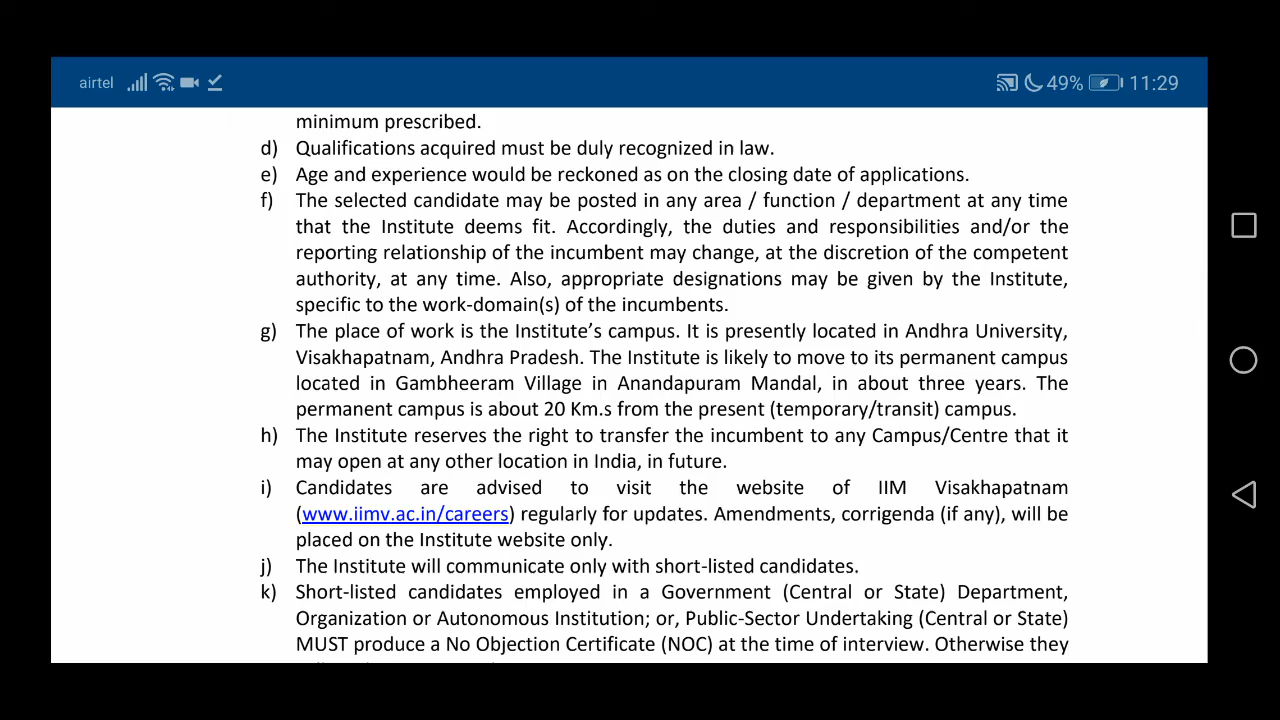 airtel 49% 11:29
minimum prescribed.
d) Qualifications acquired must be duly recognized in law.
e) Age and experience would be reckoned as on the closing date of applications.
f) The selected candidate may be posted in any area / function / department at any time
that the Institute deems fit. Accordingly, the duties and responsibilities and/or the
reporting relationship of the incumbent may change, at the discretion of the competent
authority, at any time. Also, appropriate designations may be given by the Institute,
specific to the work-domain(s) of the incumbents.
g) The place of work is the Institute's campus. It is presently located in Andhra University,
Visakhapatnam, Andhra Pradesh. The Institute is likely to move to its permanent campus
located in Gambheeram Village in Anandapuram Mandal, in about three years. The
permanent campus is about 20 Km.s from the present (temporary/transit) campus.
h) The Institute reserves the right to transfer the incumbent to any Campus/Centre that it
may open at any other location in India, in future.
i) Candidates are advised to visit the website of IIM Visakhapatnam
(www.iimv.ac.in/careers) regularly for updates. Amendments, corrigenda (if any), will be
placed on the Institute website only.
j) The Institute will communicate only with short-listed candidates.
k) Short-listed candidates employed in a Government (Central or State) Department,
Organization or Autonomous Institution; or, Public-Sector Undertaking (Central or State)
MUST produce a No Objection Certificate (NOC) at the time of interview. Otherwise they